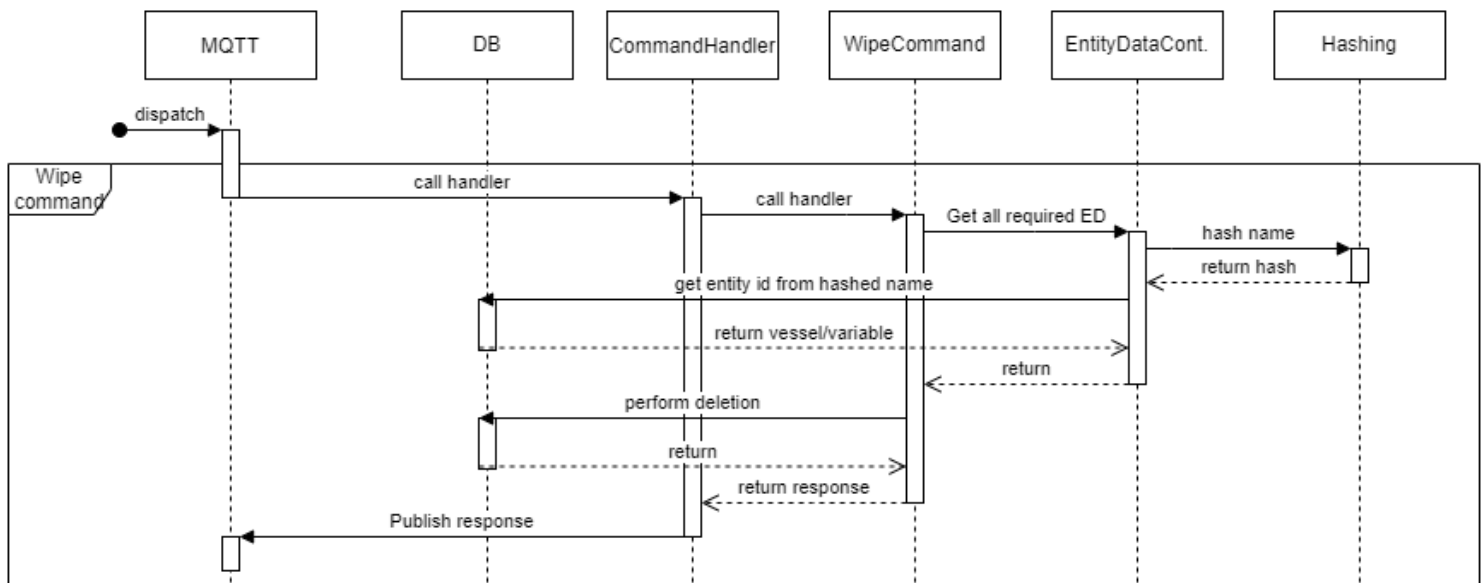 MQTT
DB
CommandHandler
WipeCommand
EntityDataCont.
Hashing
dispatch
Wipe
command
call handler
call handler
Get all required ED
hash name
return hash
get entity id from hashed name
return vessel/variable
return
perform deletion
return
return response
Publish response